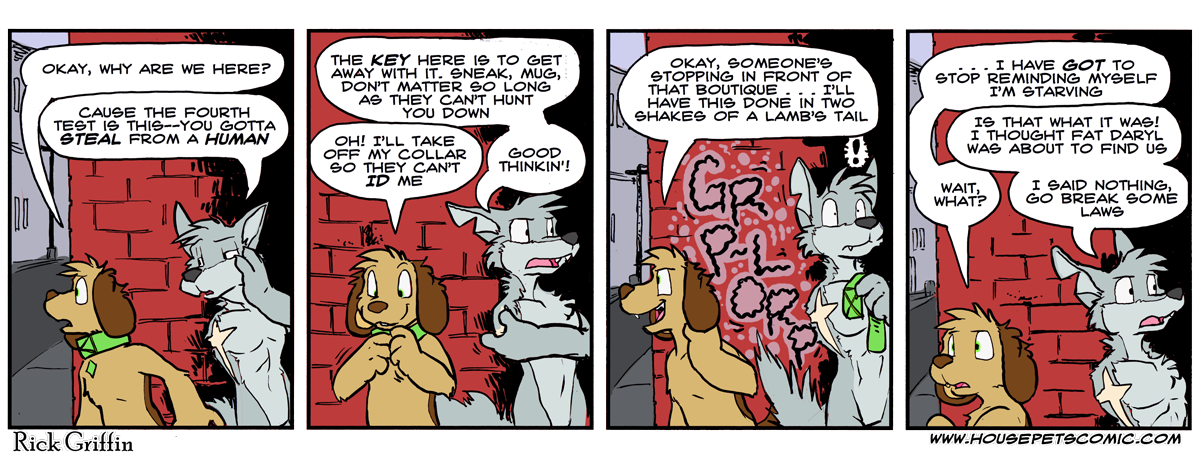 OKAY, WHY ARE WE HERE?
CAUSE THE FOURTH
TEST IS THIS--YOU GOTTA
STEAL FROM A HUMAN
THE KEY HERE IS TO GET
AWAY WITH IT. SNEAK, MUG,
DON'T MATTER SO LONG
AS THEY CAN'T HUNT
YOU DOWN
OH! I'LL TAKE
OFF MY COLLAR
SO THEY CAN'T
ID ME
GOOD
THINKIN'!
OKAY, SOMEONE'S
STOPPING IN FRONT OF
THAT BOUTIQUE . . . I'LL
HAVE THIS DONE IN TWO
SHAKES OF A LAMB'S TAIL
!
GR
P-L
ORP
. . . I HAVE GOT TO
STOP REMINDING MYSELF
I'M STARVING
IS THAT WHAT IT WAS!
I THOUGHT FAT DARYL
WAS ABOUT TO FIND US
WAIT,
WHAT?
I SAID NOTHING,
GO BREAK SOME
LAWS
Rick Griffin
WWW.HOUSEPETSCOMIC.COM